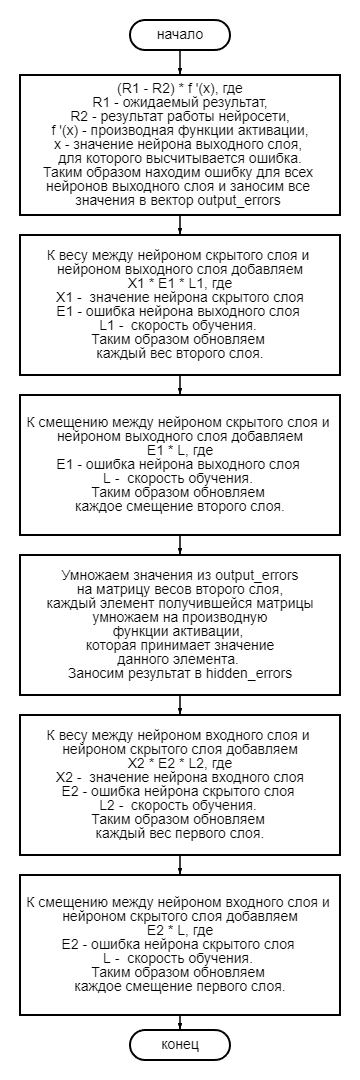 начало
(R1 - R2) * f '(x), где
R1 - ожидаемый результат,
R2 - результат работы нейросети,
f '(x) - производная функции активации,
x - значение нейрона выходного слоя,
для которого высчитывается ошибка.
Таким образом находим ошибку для всех
нейронов выходного слоя и заносим все
значения в вектор output_errors
К весу между нейроном скрытого слоя и
нейроном выходного слоя добавляем
X1 * E1 * L1, где
X1 - значение нейрона скрытого слоя
E1 - ошибка нейрона выходного слоя
L1 - скорость обучения.
Таким образом обновляем
каждый вес второго слоя.
К смещению между нейроном скрытого слоя и
нейроном выходного слоя добавляем
E1 * L, где
E1 - ошибка нейрона выходного слоя
L - скорость обучения.
Таким образом обновляем
каждое смещение второго слоя.
Умножаем значения из output_errors
на матрицу весов второго слоя,
каждый элемент получившейся матрицы
умножаем на производную
функции активации,
которая принимает значение
данного элемента.
Заносим результат в hidden_errors
К весу между нейроном входного слоя и
нейроном скрытого слоя добавляем
X2 * E2 * L2, где
X2 - значение нейрона входного слоя
E2 - ошибка нейрона скрытого слоя
L2 - скорость обучения.
Таким образом обновляем
каждый вес первого слоя.
К смещению между нейроном входного слоя и
нейроном скрытого слоя добавляем
E2 * L, где
E2 - ошибка нейрона скрытого слоя
L - скорость обучения.
Таким образом обновляем
каждое смещение первого слоя.
конец